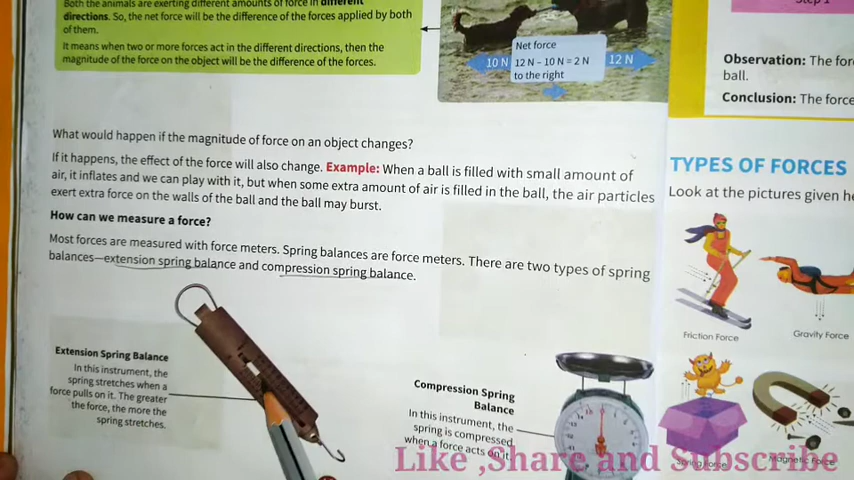 Both the animals are exerting different amounts of force in different
directions. So, the net force will be the difference of the forces applied by both
of them.
It means when two or more forces act in the different directions, then the
magnitude of the force on the object will be the difference of the forces.
Net force
10 N
12 N – 10 N = 2 N
to the right
12 N
What would happen if the magnitude of force on an object changes?
If it happens, the effect of the force will also change. Example: When a ball is filled with small amount of
air, it inflates and we can play with it, but when some extra amount of air is filled in the ball, the air particles
exert extra force on the walls of the ball and the ball may burst.
How can we measure a force?
Most forces are measured with force meters. Spring balances are force meters. There are two types of spring
balances—extension spring balance and compression spring balance.
Extension Spring Balance
In this instrument, the
spring stretches when a
force pulls on it. The greater
the force, the more the
spring stretches.
Compression Spring
Balance
In this instrument, the
spring is compressed
when a force acts on it.
Step 1
Observation: The for
ball.
Conclusion: The force
TYPES OF FORCES
Look at the pictures given he
Friction Force
Gravity Force
Spring Force
Magnetic Force
Like ,Share and Subscribe